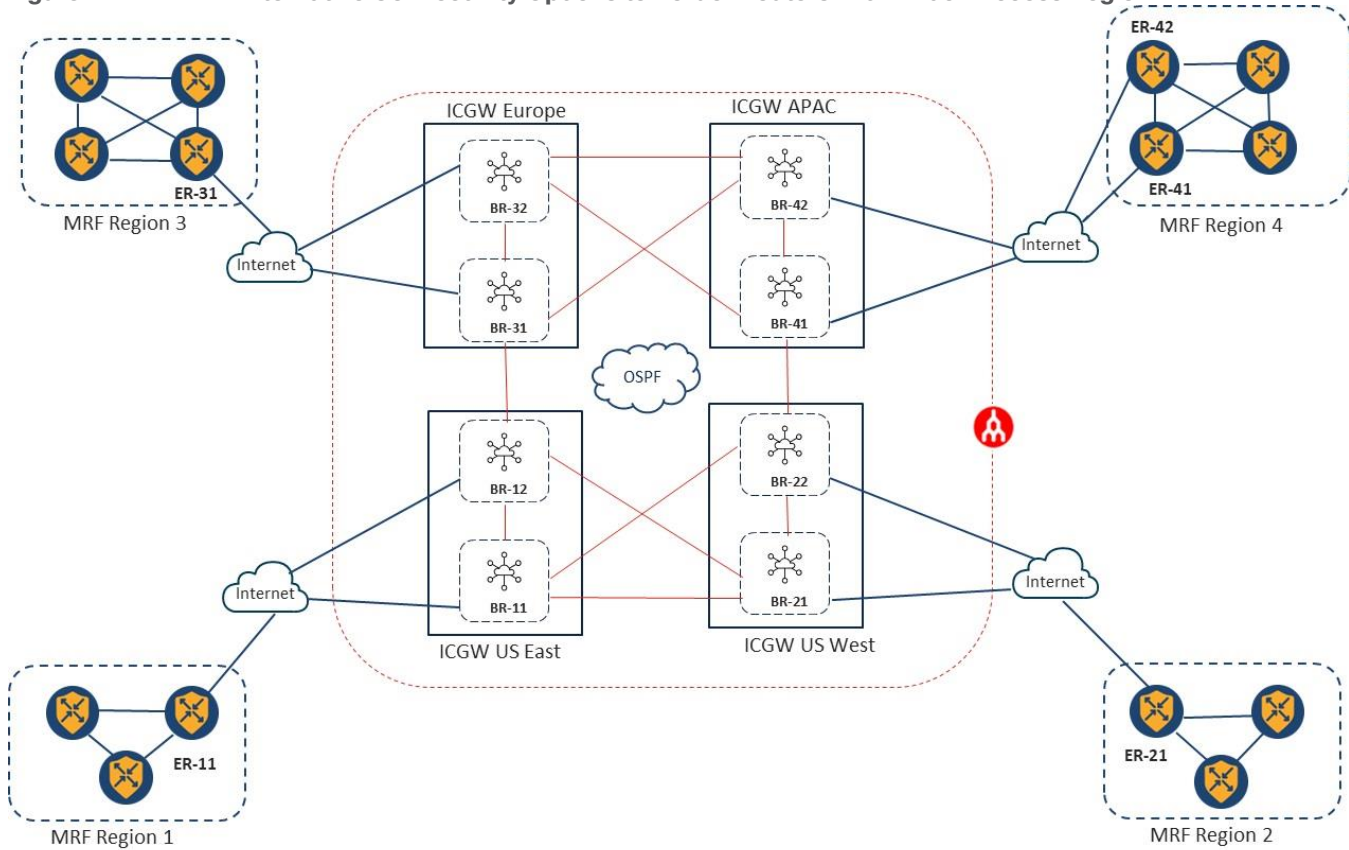 ER-42
ICGW Europe
ICGW APAC
BR-32
BR-42
ER-31
ER-41
MRF Region 3
MRF Region 4
Internet
Internet
BR-31
BR-41
OSPF
BR-12
BR-22
Internet
Internet
BR-11
BR-21
ICGW US East
ICGW US West
ER-11
ER-21
MRF Region 1
MRF Region 2